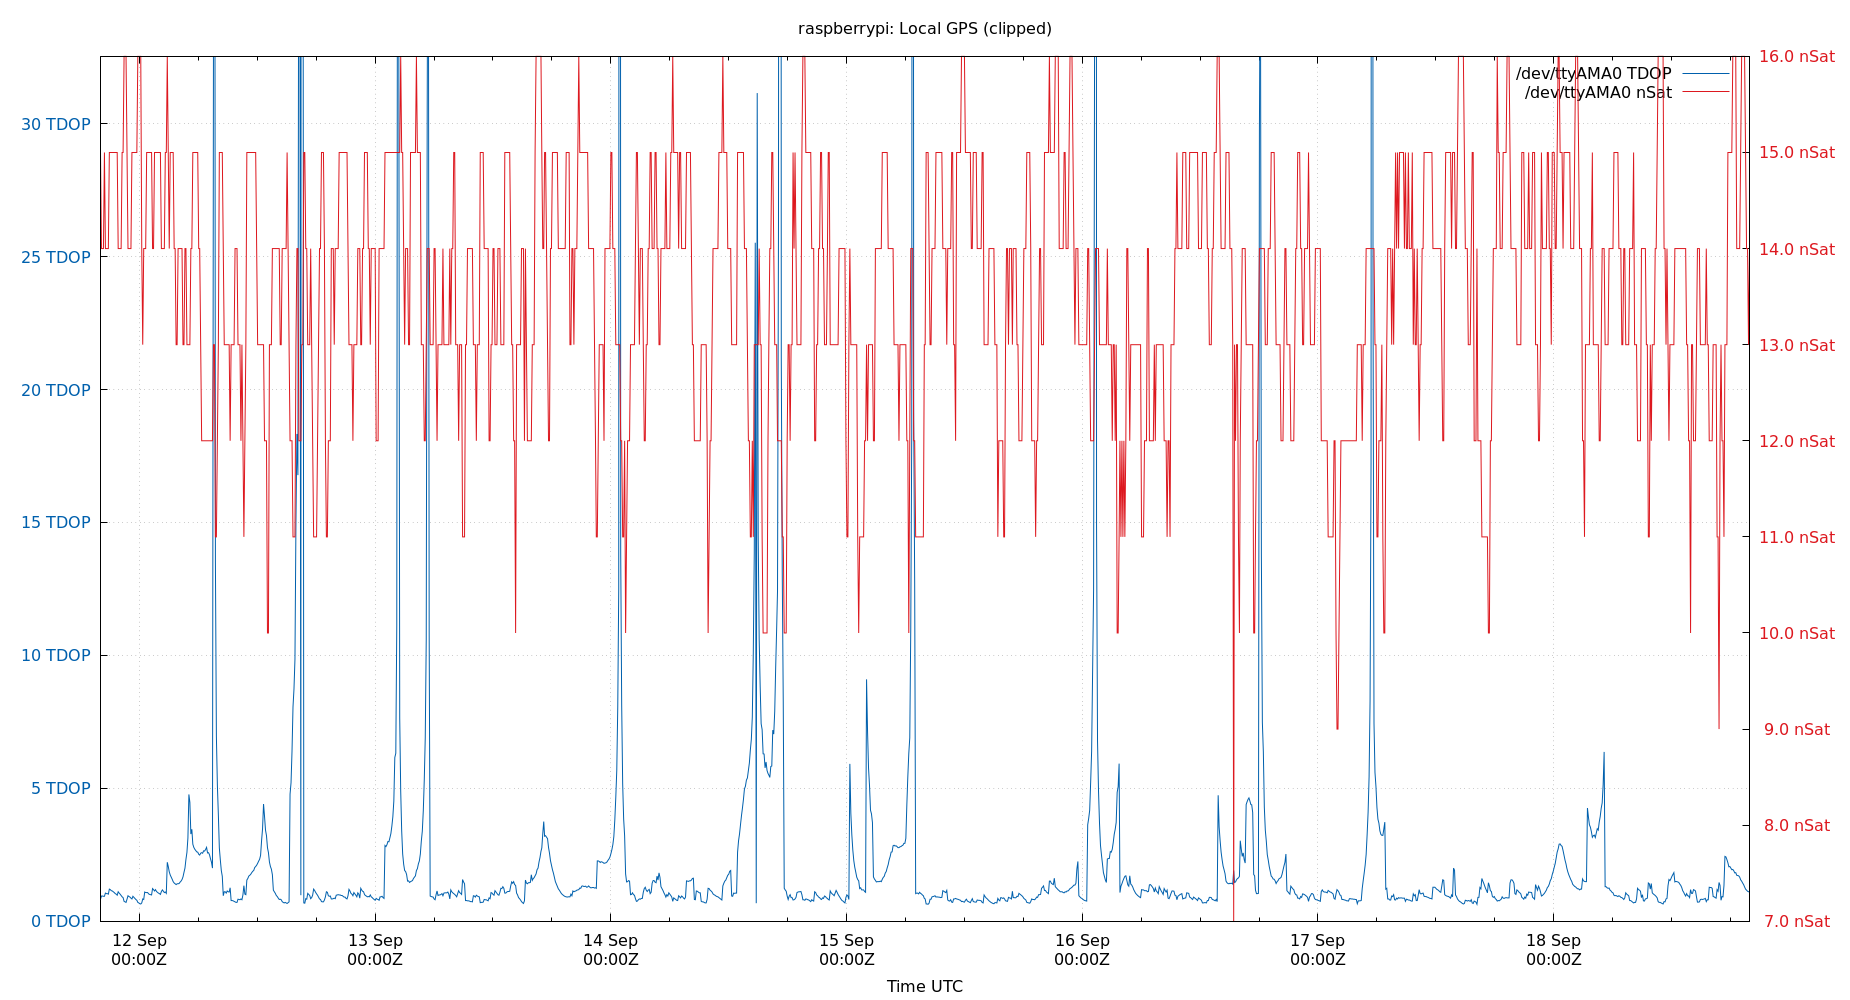 raspberrypi: Local GPS (clipped)
/dev/ttyAMA0 TDOP
/dev/ttyAMA0 nSat
30 TDOP
25 TDOP
20 TDOP
15 TDOP
10 TDOP
5 TDOP
0 TDOP
16.0 nSat
15.0 nSat
14.0 nSat
13.0 nSat
12.0 nSat
11.0 nSat
10.0 nSat
9.0 nSat
8.0 nSat
7.0 nSat
12 Sep
00:00Z
13 Sep
00:00Z
14 Sep
00:00Z
15 Sep
00:00Z
16 Sep
00:00Z
17 Sep
00:00Z
18 Sep
00:00Z
Time UTC